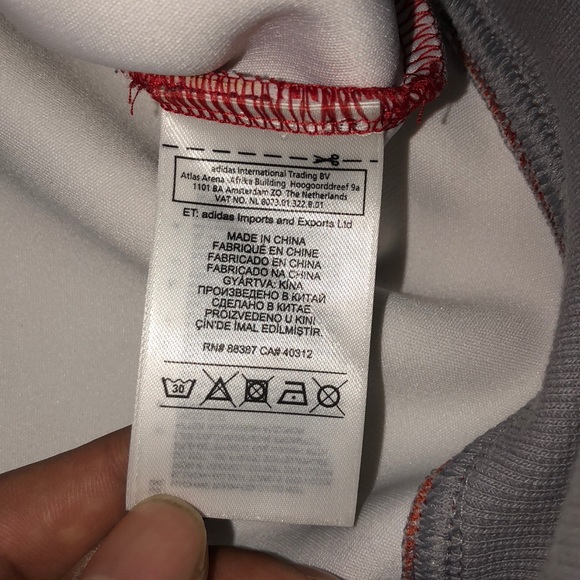 adidas International Trading BV
Atlas Arena -Afrika Building Hoogoorddreef 9a
1101 BA Amsterdam ZO The Netherlands
VAT NO. NL 8073.01.322.B.01
ET: adidas Imports and Exports Ltd
MADE IN CHINA
FABRIQUÉ EN CHINE
FABRICADO EN CHINA
FABRICADO NA CHINA
GYÁRTVA: KÍNA
ПРОИЗВЕДЕНО В КИТАЙ
СДЕЛАНО В КИТАЕ
PROIZVEDENO U KINI
ÇİN'DE İMAL EDİLMİŞTİR.
RN# 88387 CA# 40312
30